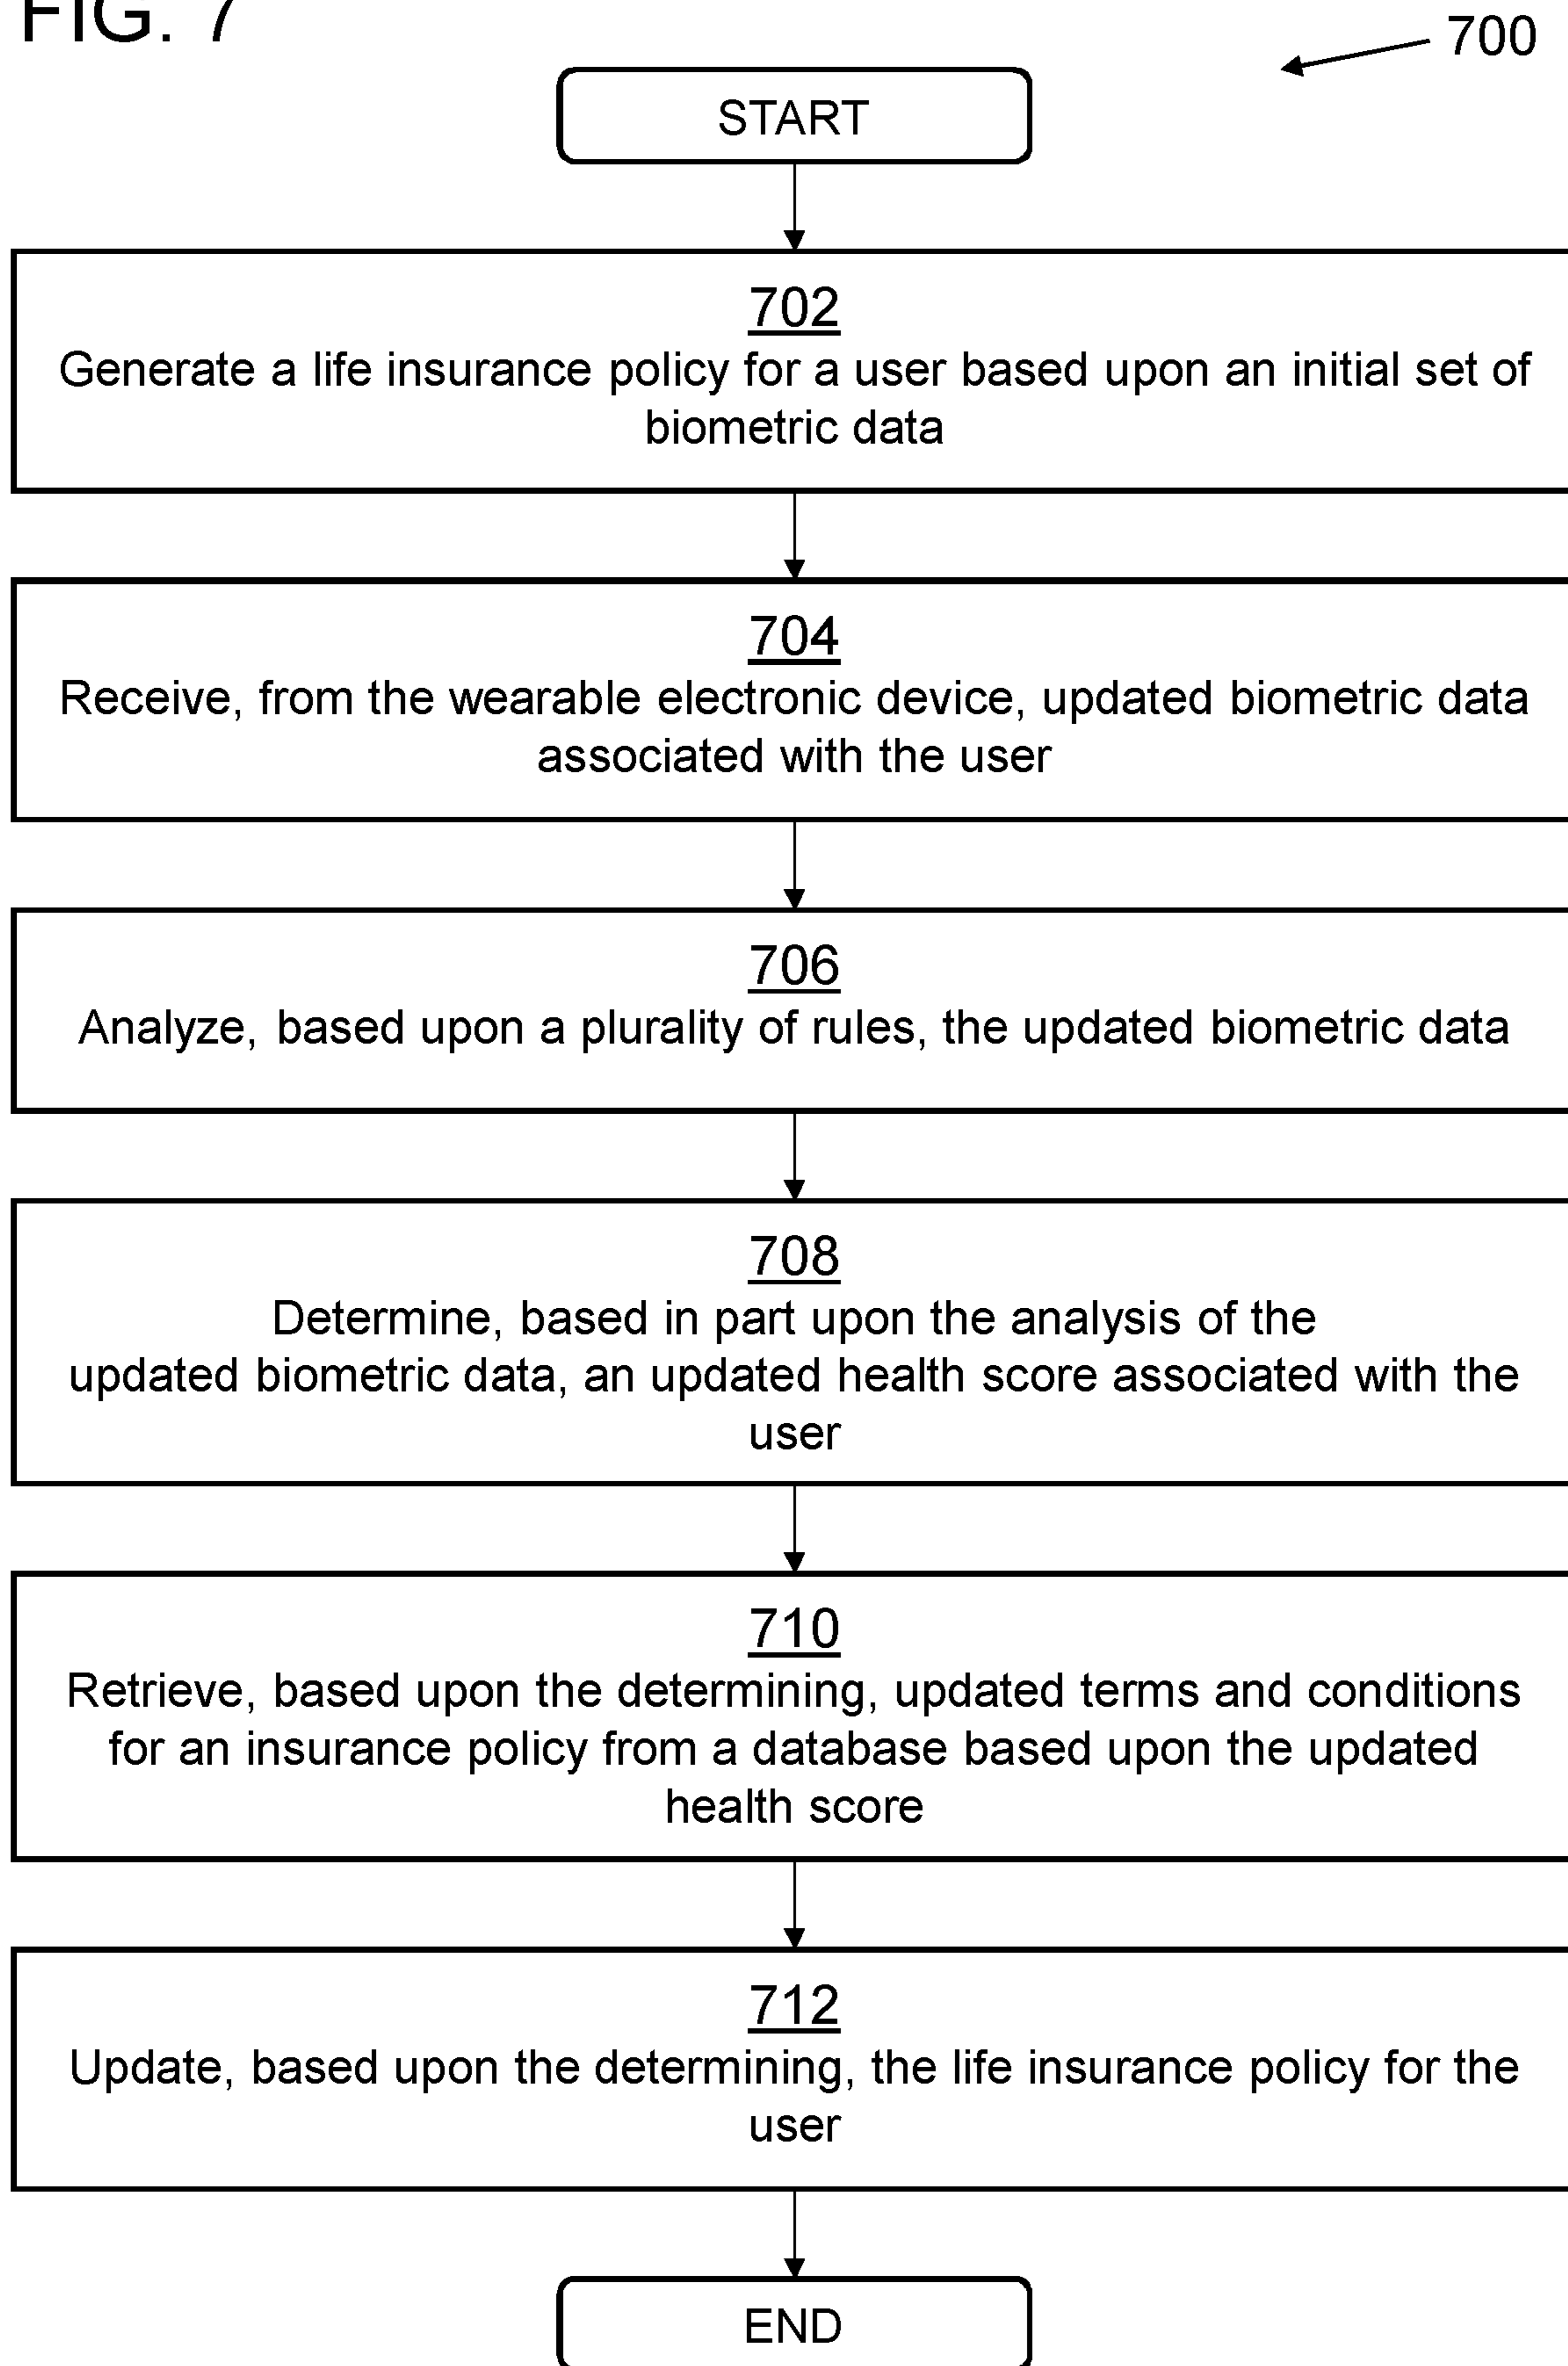 FIG. 7
700
START
702
Generate a life insurance policy for a user based upon an initial set of
biometric data
704
Receive, from the wearable electronic device, updated biometric data
associated with the user
706
Analyze, based upon a plurality of rules, the updated biometric data
708
Determine, based in part upon the analysis of the
updated biometric data, an updated health score associated with the
user
710
Retrieve, based upon the determining, updated terms and conditions
for an insurance policy from a database based upon the updated
health score
712
Update, based upon the determining, the life insurance policy for the
user
END